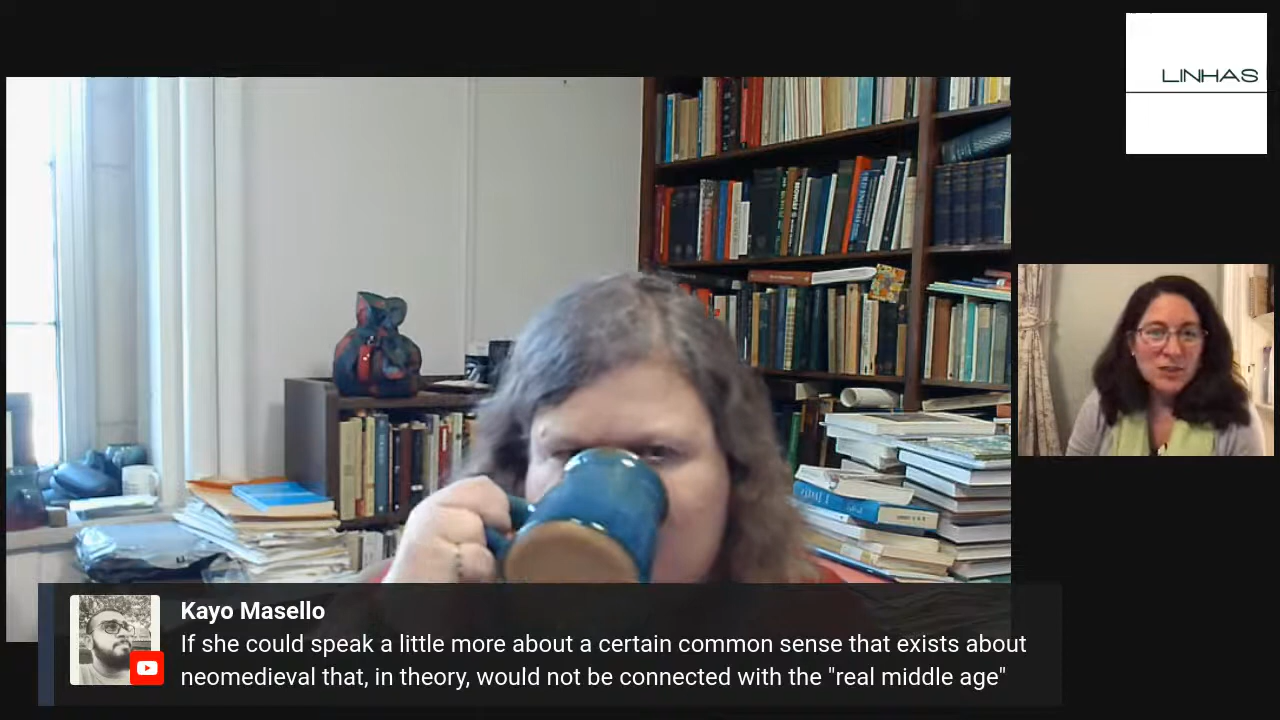 LINHAS
Kayo Masello
If she could speak a little more about a certain common sense that exists about
neomedieval that, in theory, would not be connected with the "real middle age"